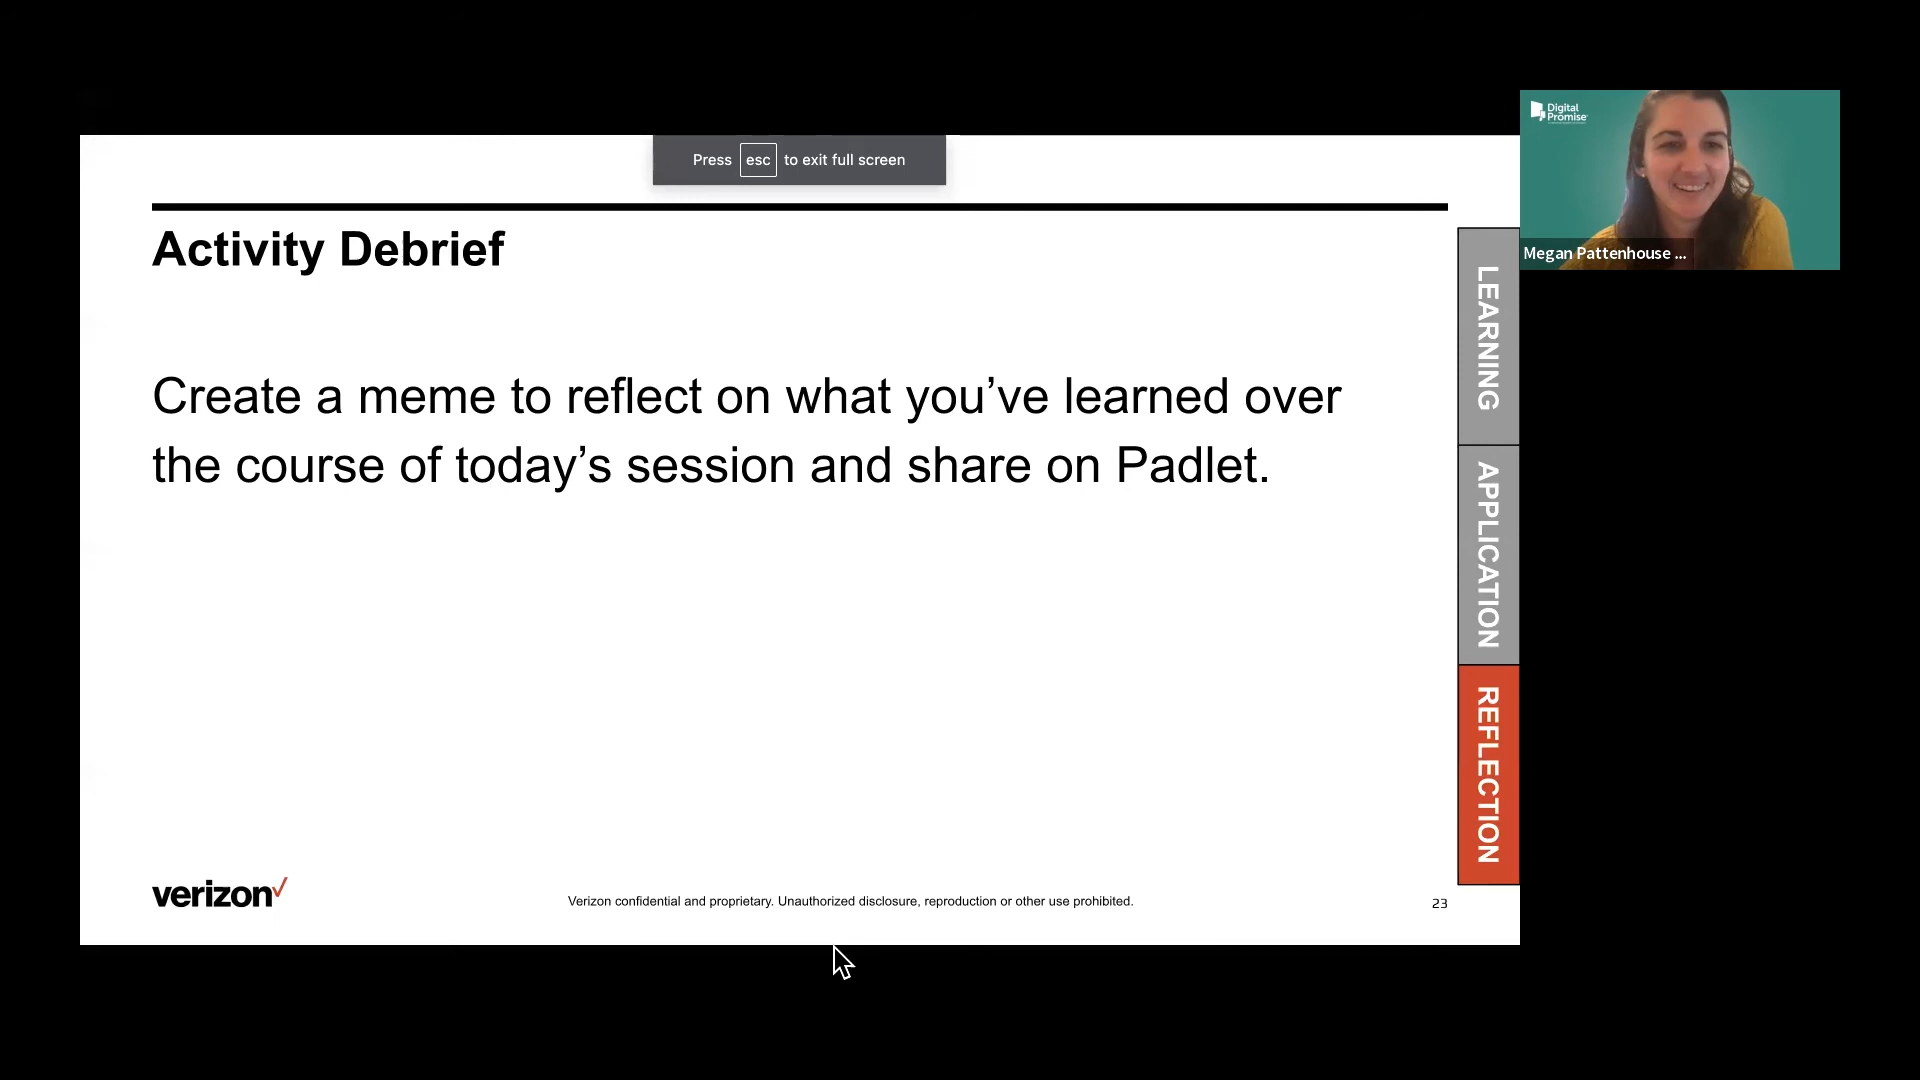 Press esc to exit full screen
Activity Debrief
Create a meme to reflect on what you’ve learned over
the course of today’s session and share on Padlet.
LEARNING
APPLICATION
REFLECTION
verizon
Verizon confidential and proprietary. Unauthorized disclosure, reproduction or other use prohibited.
23
Digital
Promise
Megan Pattenhouse ...